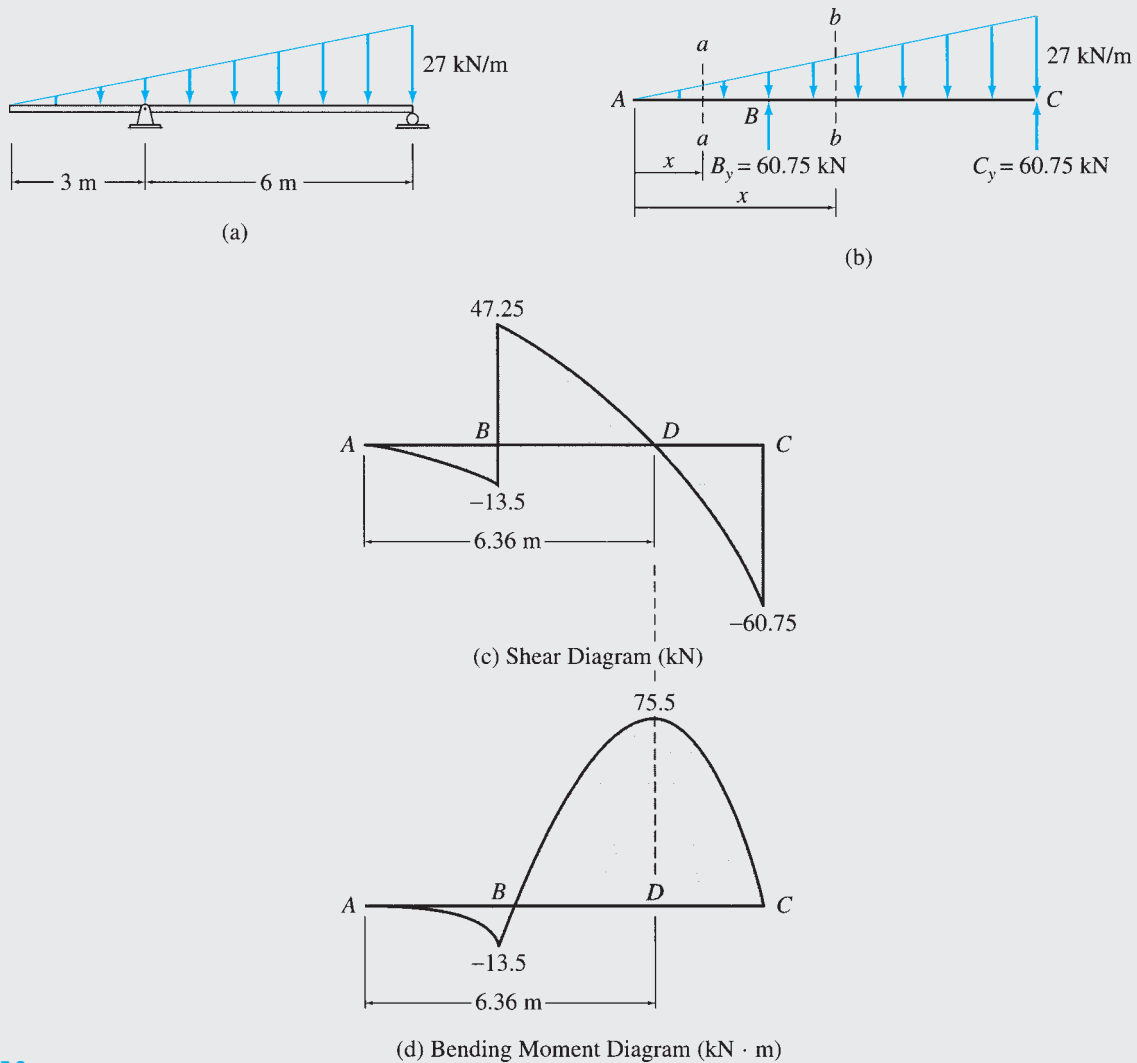 27 kN/m
3 m
6 m
(a)
b
a
27 kN/m
A
B
C
a
b
x
B_y = 60.75 kN
C_y = 60.75 kN
x
(b)
47.25
A
B
D
C
−13.5
6.36 m
−60.75
(c) Shear Diagram (kN)
75.5
A
B
D
C
−13.5
6.36 m
(d) Bending Moment Diagram (kN · m)